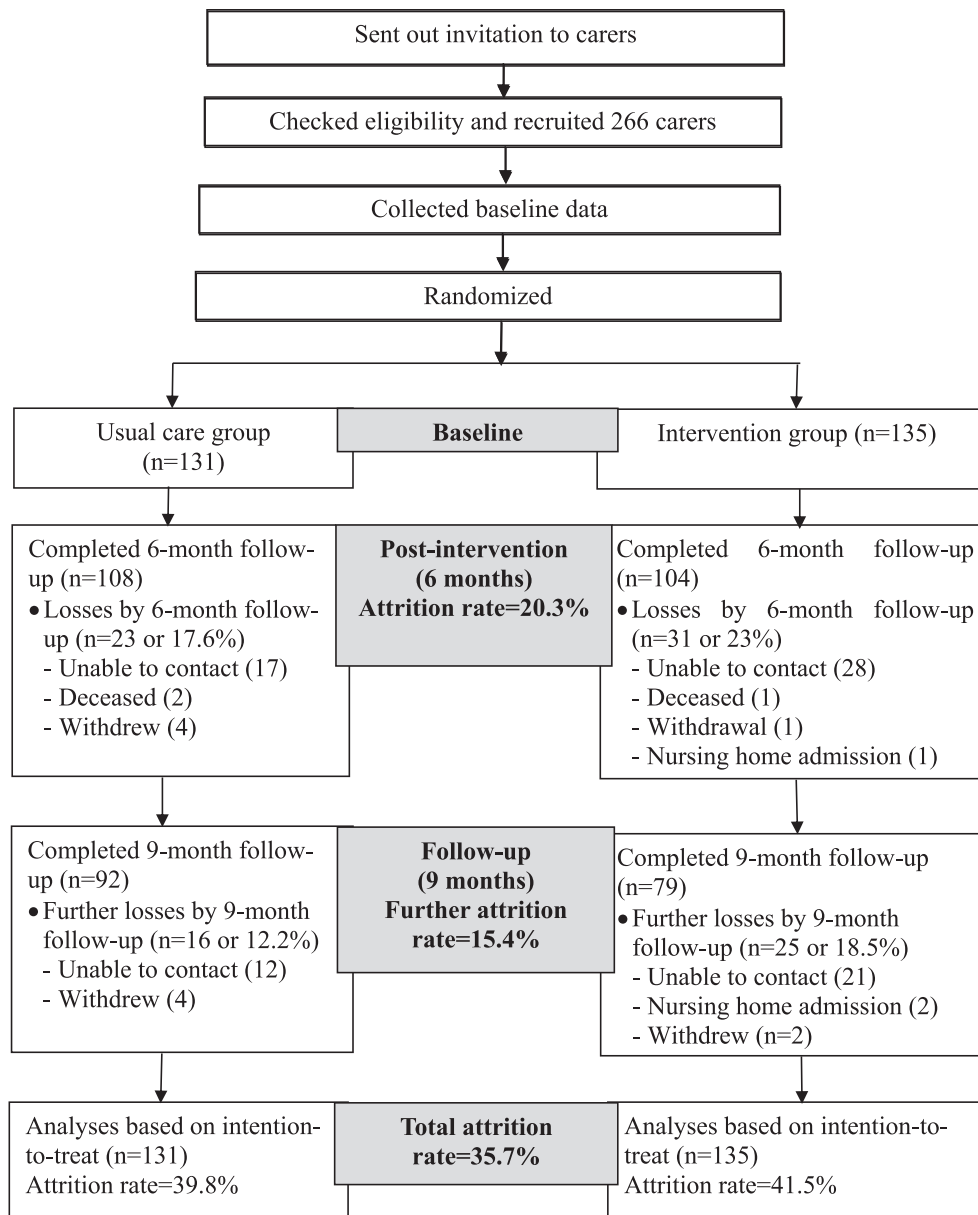 Sent out invitation to carers
Checked eligibility and recruited 266 carers
Collected baseline data
Randomized
Usual care group
(n=131)
Baseline
Intervention group (n=135)
Completed 6-month follow-
up (n=108)
•Losses by 6-month follow-
up (n=23 or 17.6%)
- Unable to contact (17)
- Deceased (2)
- Withdrew (4)
Post-intervention
(6 months)
Attrition rate=20.3%
Completed 6-month follow-up
(n=104)
•Losses by 6-month follow-up
(n=31 or 23%)
- Unable to contact (28)
- Deceased (1)
- Withdrawal (1)
- Nursing home admission (1)
Completed 9-month follow-
up (n=92)
•Further losses by 9-month
follow-up (n=16 or 12.2%)
- Unable to contact (12)
- Withdrew (4)
Follow-up
(9 months)
Further attrition
rate=15.4%
Completed 9-month follow-up
(n=79)
•Further losses by 9-month
follow-up (n=25 or 18.5%)
- Unable to contact (21)
- Nursing home admission (2)
- Withdrew (n=2)
Analyses based on intention-
to-treat (n=131)
Attrition rate=39.8%
Total attrition
rate=35.7%
Analyses based on intention-to-
treat (n=135)
Attrition rate=41.5%